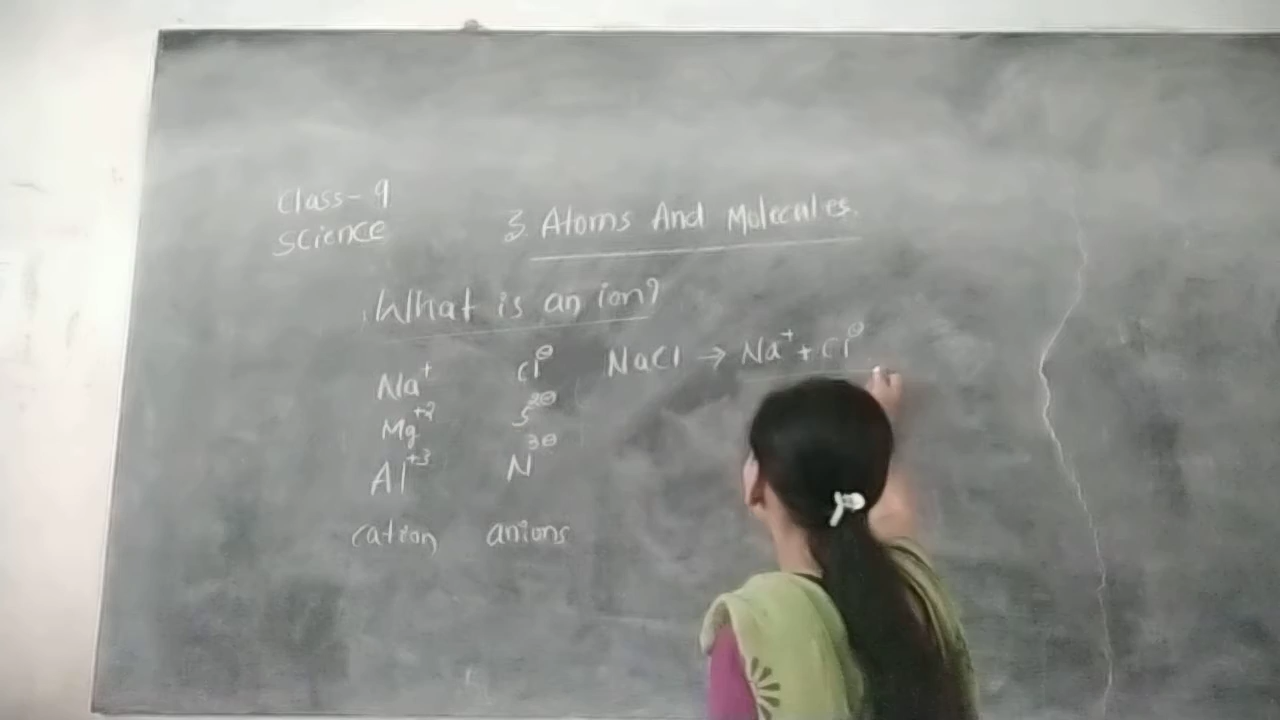 Class-9
Science
3. Atoms And Molecules.
What is an ion?
Na⁺ Cl⊖ NaCl → Na⁺ + Cl⊖
Mg⁺² S²⊖
Al⁺³ N³⊖
cation anions